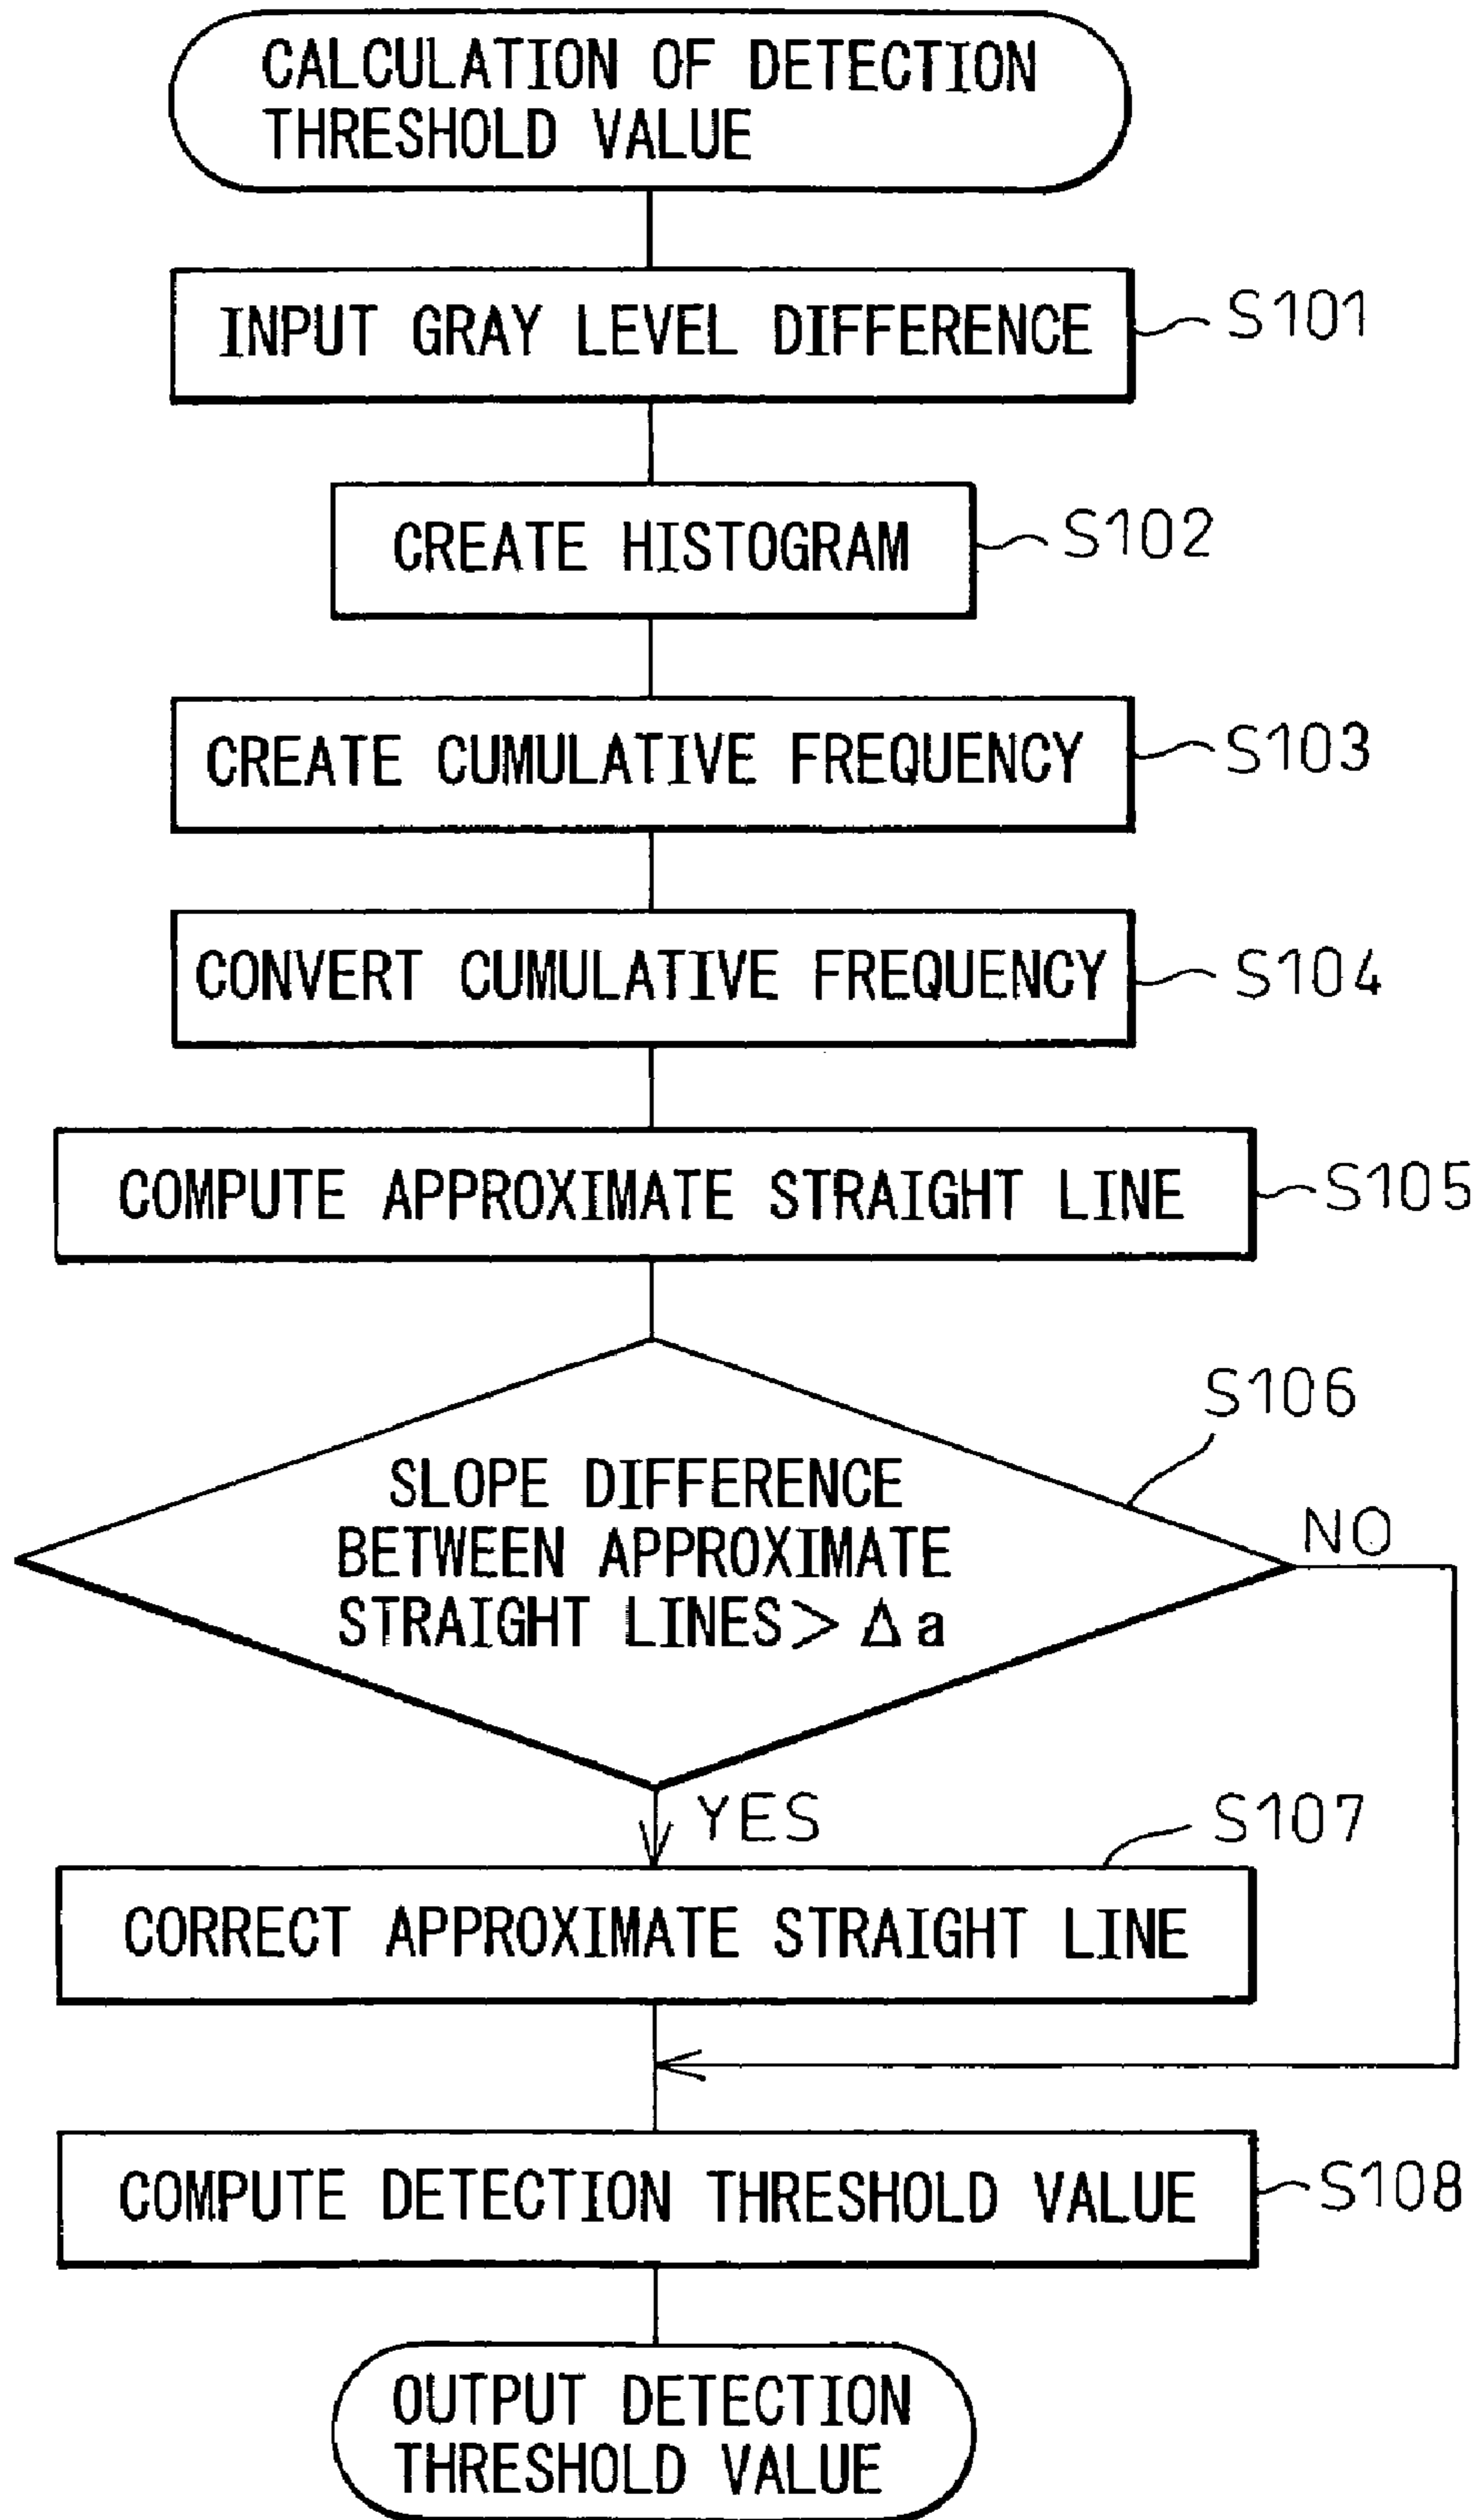 CALCULATION OF DETECTION
THRESHOLD VALUE
INPUT GRAY LEVEL DIFFERENCE
S101
CREATE HISTOGRAM
S102
CREATE CUMULATIVE FREQUENCY
S103
CONVERT CUMULATIVE FREQUENCY
S104
COMPUTE APPROXIMATE STRAIGHT LINE
S105
S106
SLOPE DIFFERENCE
BETWEEN APPROXIMATE
STRAIGHT LINES > Δa
NO
YES
S107
CORRECT APPROXIMATE STRAIGHT LINE
COMPUTE DETECTION THRESHOLD VALUE
S108
OUTPUT DETECTION
THRESHOLD VALUE